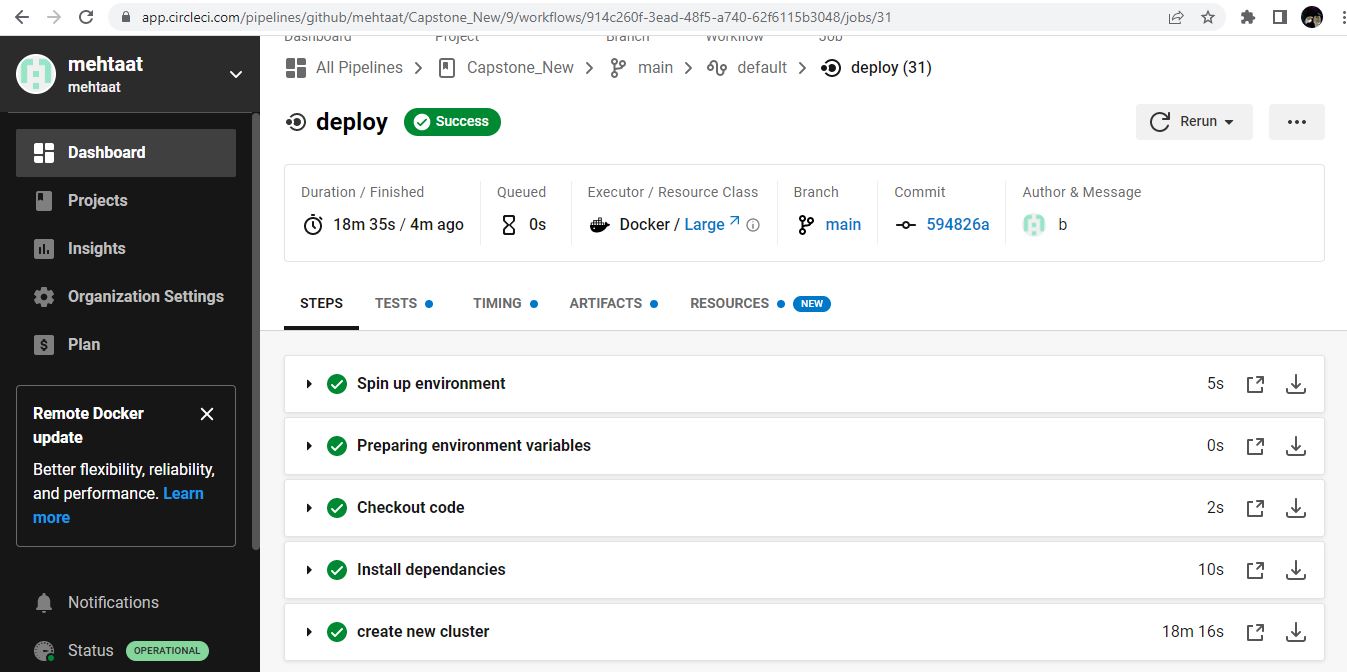 app.circleci.com/pipelines/github/mehtaat/Capstone_New/9/workflows/914c260f-3ead-48f5-a740-62f6115b3048/jobs/31
mehtaat
mehtaat
Dashboard
Projects
Insights
Organization Settings
Plan
Remote Docker
update
Better flexibility, reliability,
and performance. Learn
more
Notifications
Status OPERATIONAL
Dashboard Project Branch Workflow Job
All Pipelines Capstone_New main default deploy (31)
deploy Success Rerun
Duration / Finished Queued Executor / Resource Class Branch Commit Author & Message
18m 35s / 4m ago 0s Docker / Large main 594826a b
STEPS TESTS TIMING ARTIFACTS RESOURCES NEW
Spin up environment 5s
Preparing environment variables 0s
Checkout code 2s
Install dependancies 10s
create new cluster 18m 16s